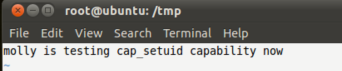 root@ubuntu: /tmp
File Edit View Search Terminal Help
molly is testing cap_setuid capability now
~